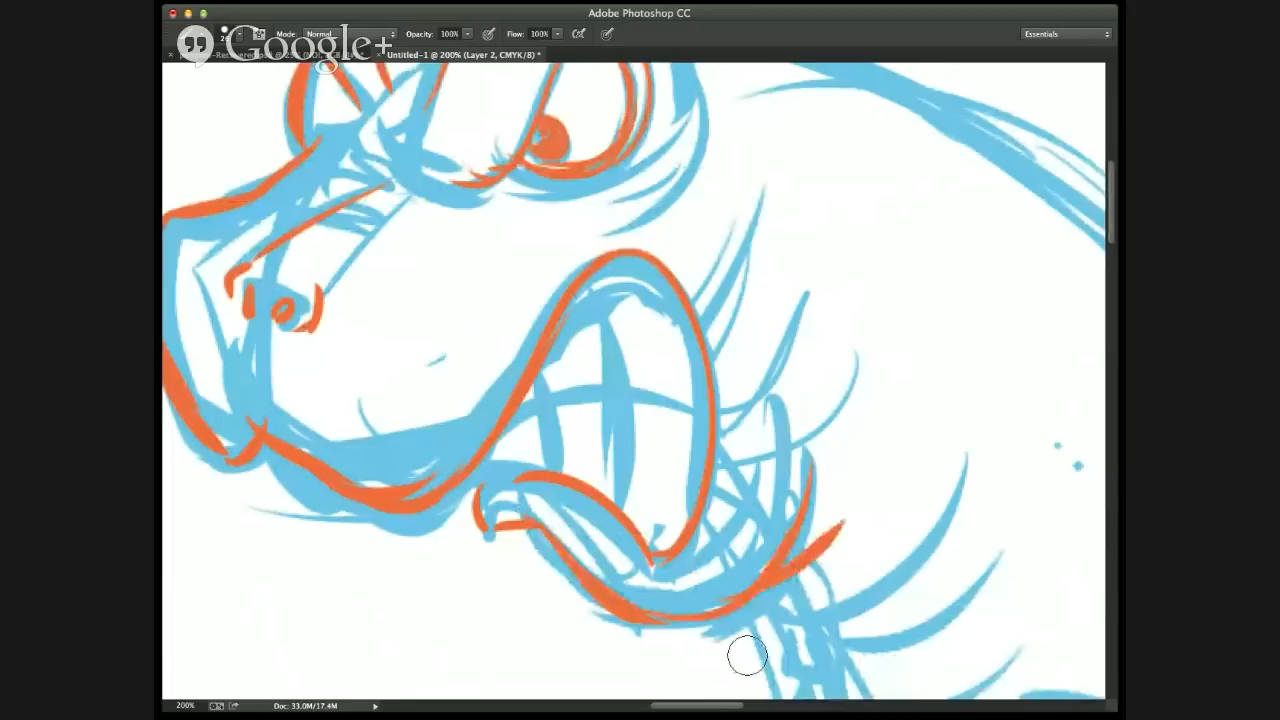 Adobe Photoshop CC
Mode: Normal Opacity: 100% Flow: 100% Essentials
Google+
Untitled-1 @ 200% (Layer 2, CMYK/8) *
200% Doc: 33.0M/17.4M